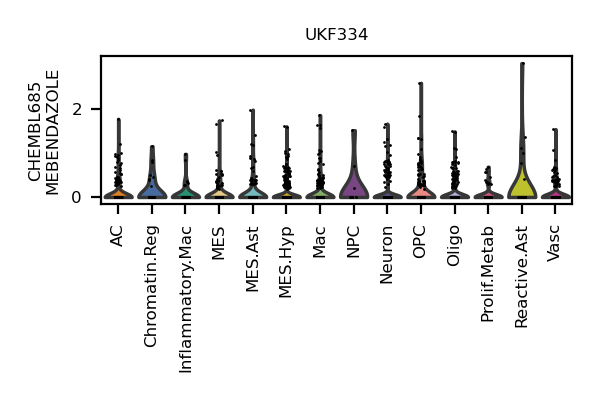 UKF334
CHEMBL685
MEBENDAZOLE
2
0
AC
Chromatin.Reg
Inflammatory.Mac
MES
MES.Ast
MES.Hyp
Mac
NPC
Neuron
OPC
Oligo
Prolif.Metab
Reactive.Ast
Vasc